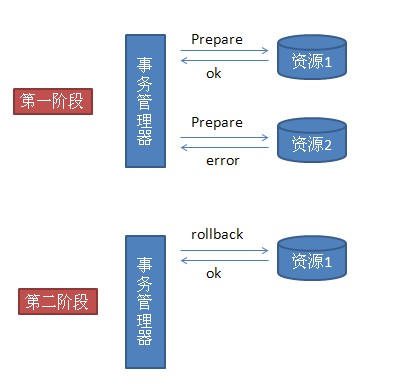 Prepare
ok
资源1
事务管理器
第一阶段
Prepare
error
资源2
rollback
ok
资源1
事务管理器
第二阶段